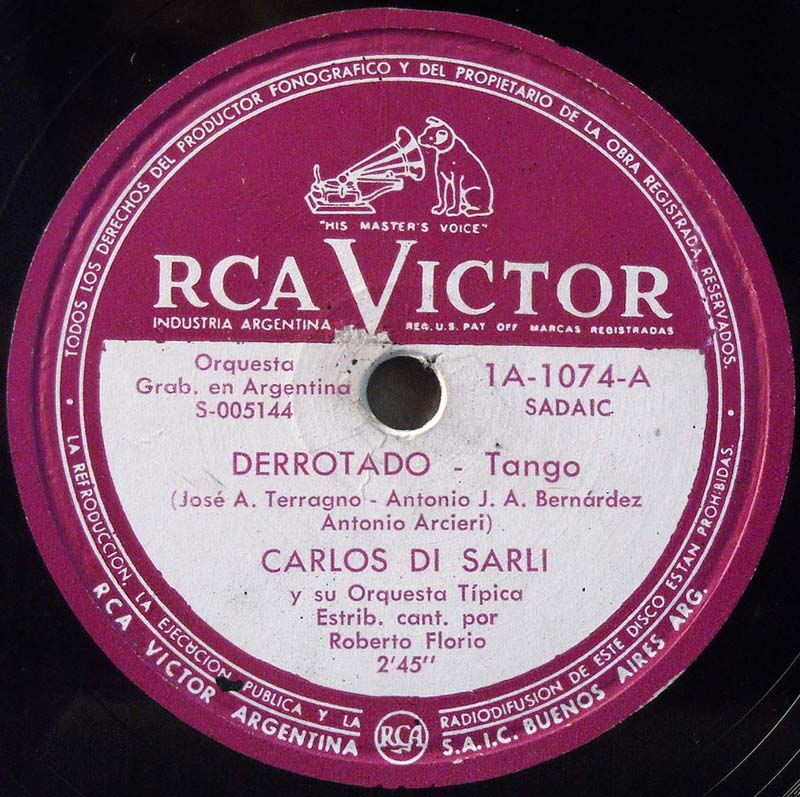 TODOS LOS DERECHOS DEL PRODUCTOR FONOGRAFICO Y DEL PROPIETARIO DE LA OBRA REGISTRADA, RESERVADOS.
"HIS MASTER'S VOICE"
RCA VICTOR
INDUSTRIA ARGENTINA
REG. U.S. PAT OFF MARCAS REGISTRADAS
Orquesta
Grab. en Argentina
S-005144
1A-1074-A
SADAIC
DERROTADO - Tango
(José A. Terragno - Antonio J. A. Bernárdez
Antonio Arcieri)
CARLOS DI SARLI
y su Orquesta Típica
Estrib. cant. por
Roberto Florio
2'45''
LA REPRODUCCION, LA EJECUCION PUBLICA Y LA RADIODIFUSION DE ESTE DISCO ESTAN PROHIBIDAS.
RCA VICTOR ARGENTINA RCA S.A.I.C. BUENOS AIRES ARG.